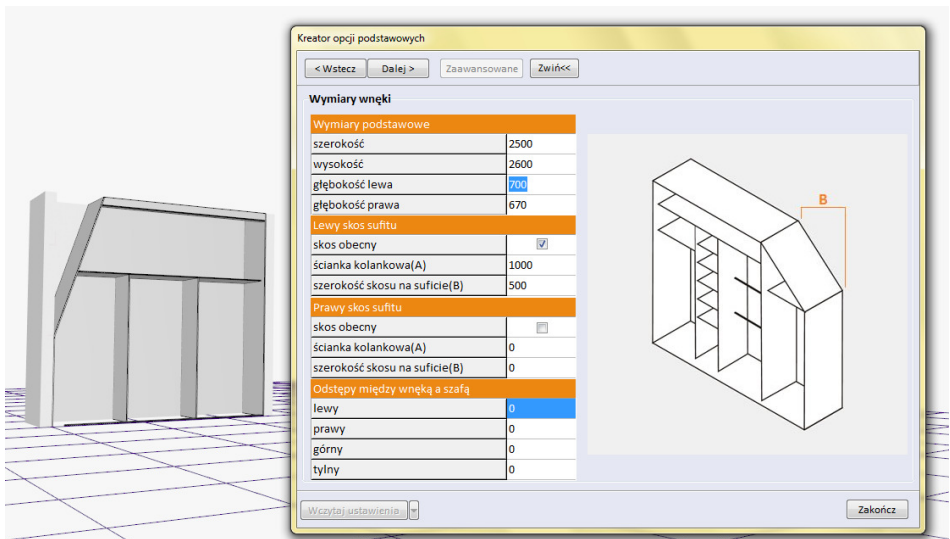 Kreator opcji podstawowych
< Wstecz Dalej > Zaawansowane Zwiń<<
Wymiary wnęki
Wymiary podstawowe
szerokość 2500
wysokość 2600
głębokość lewa 700
głębokość prawa 670
Lewy skos sufitu
skos obecny
ścianka kolankowa(A) 1000
szerokość skosu na suficie(B) 500
Prawy skos sufitu
skos obecny
ścianka kolankowa(A) 0
szerokość skosu na suficie(B) 0
Odstępy między wnęką a szafą
lewy 0
prawy 0
górny 0
tylny 0
B
Wczytaj ustawienia Zakończ